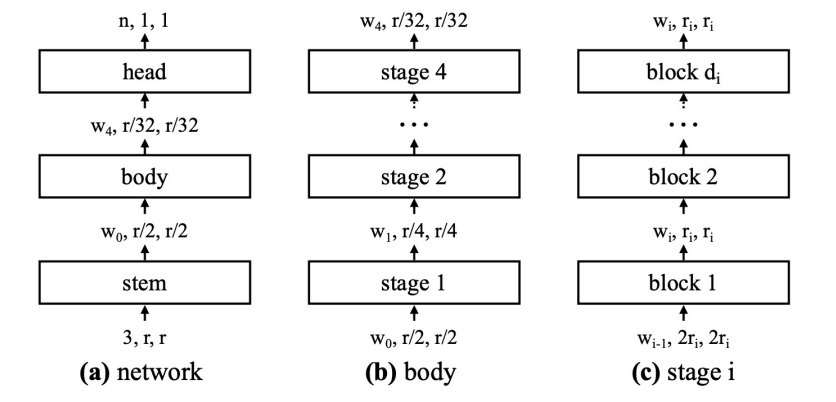 n, 1, 1
head
w4, r/32, r/32
body
w0, r/2, r/2
stem
3, r, r
(a) network
w4, r/32, r/32
stage 4
...
stage 2
w1, r/4, r/4
stage 1
w0, r/2, r/2
(b) body
wi, ri, ri
block di
...
block 2
wi, ri, ri
block 1
wi-1, 2ri, 2ri
(c) stage i